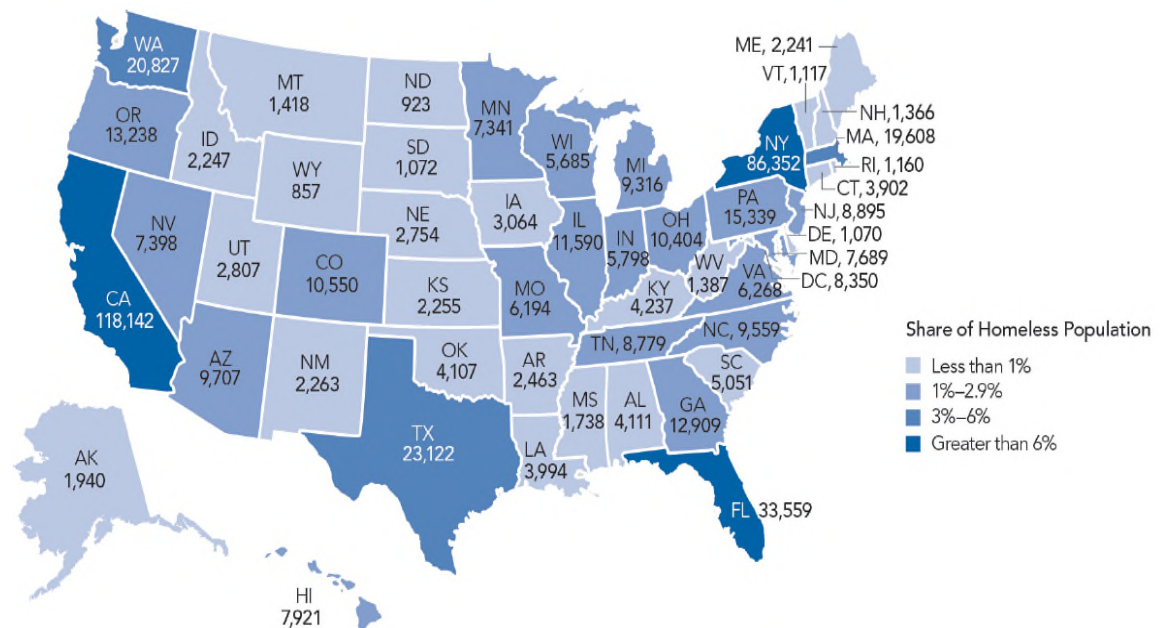 WA
20,827
MT
1,418
ND
923
MN
7,341
ME, 2,241
VT, 1,117
NH, 1,366
MA, 19,608
RI, 1,160
CT, 3,902
NJ, 8,895
DE, 1,070
MD, 7,689
DC, 8,350
OR
13,238
ID
2,247
WY
857
SD
1,072
WI
5,685
MI
9,316
NY
86,352
NV
7,398
UT
2,807
CO
10,550
NE
2,754
IA
3,064
IL
11,590
IN
5,798
OH
10,404
PA
15,339
WV
1,387
VA
6,268
CA
118,142
KS
2,255
MO
6,194
KY
4,237
NC, 9,559
TN, 8,779
SC
5,051
AZ
9,707
NM
2,263
OK
4,107
AR
2,463
MS
1,738
AL
4,111
GA
12,909
TX
23,122
LA
3,994
FL 33,559
AK
1,940
HI
7,921
Share of Homeless Population
Less than 1%
1%–2.9%
3%–6%
Greater than 6%